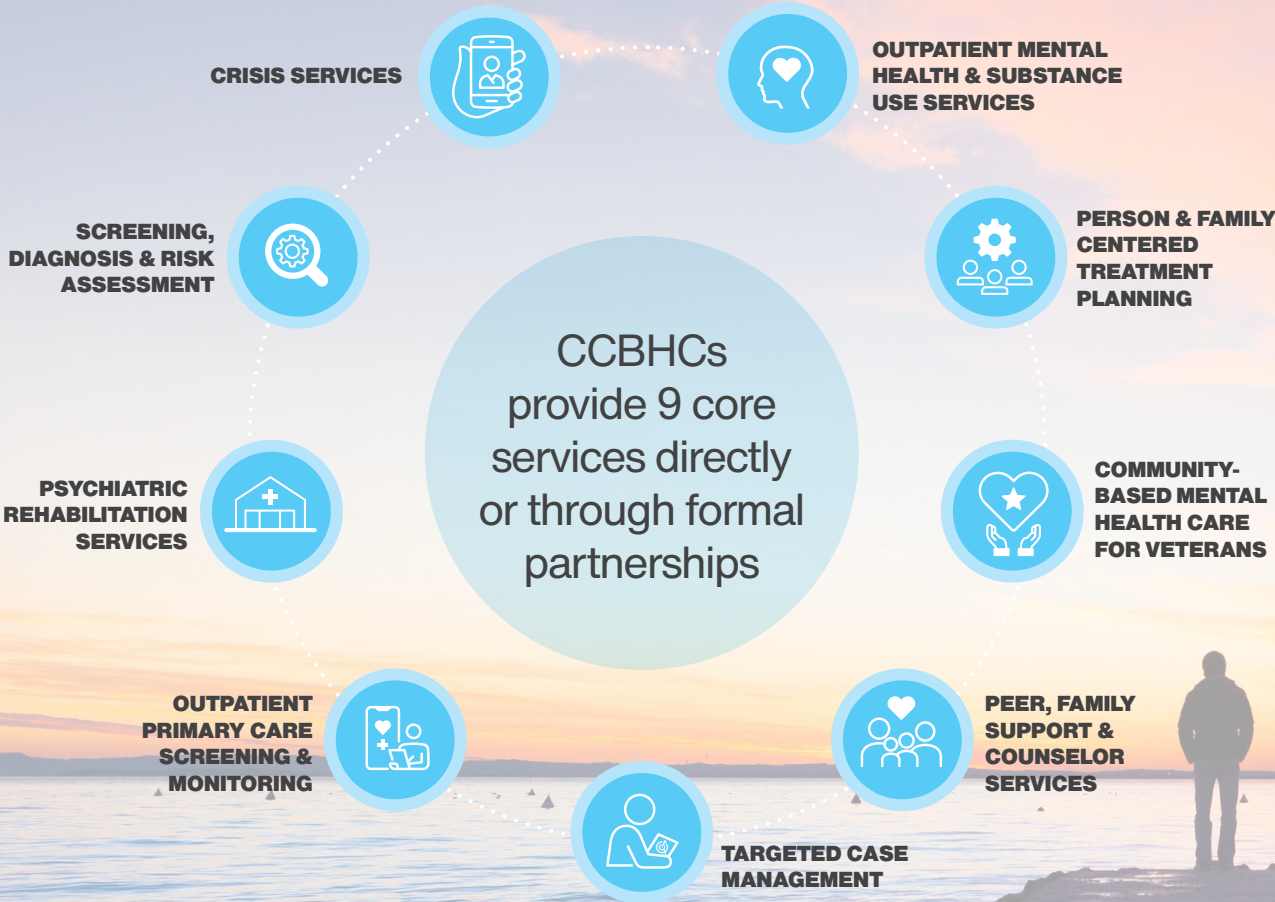 CRISIS SERVICES
OUTPATIENT MENTAL
HEALTH & SUBSTANCE
USE SERVICES
SCREENING,
DIAGNOSIS & RISK
ASSESSMENT
PERSON & FAMILY
CENTERED
TREATMENT
PLANNING
CCBHCs
provide 9 core
services directly
or through formal
partnerships
PSYCHIATRIC
REHABILITATION
SERVICES
COMMUNITY-
BASED MENTAL
HEALTH CARE
FOR VETERANS
OUTPATIENT
PRIMARY CARE
SCREENING &
MONITORING
PEER, FAMILY
SUPPORT &
COUNSELOR
SERVICES
TARGETED CASE
MANAGEMENT